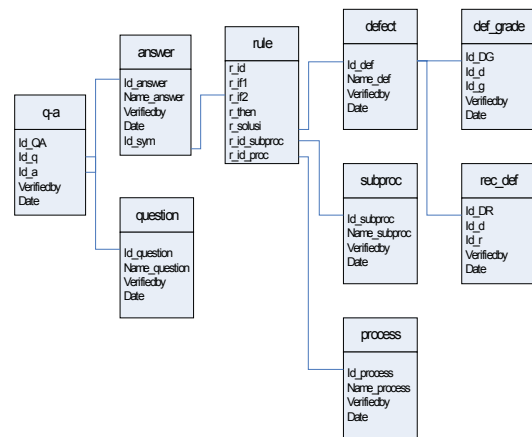 q-a
Id_QA
Id_q
Id_a
Verifiedby
Date
answer
Id_answer
Name_answer
Verifiedby
Date
Id_sym
question
Id_question
Name_question
Verifiedby
Date
rule
r_id
r_if1
r_if2
r_then
r_solusi
r_id_subproc
r_id_proc
defect
Id_def
Name_def
Verifiedby
Date
subproc
Id_subproc
Name_subproc
Verifiedby
Date
process
Id_process
Name_process
Verifiedby
Date
def_grade
Id_DG
Id_d
Id_g
Verifiedby
Date
rec_def
Id_DR
Id_d
Id_r
Verifiedby
Date